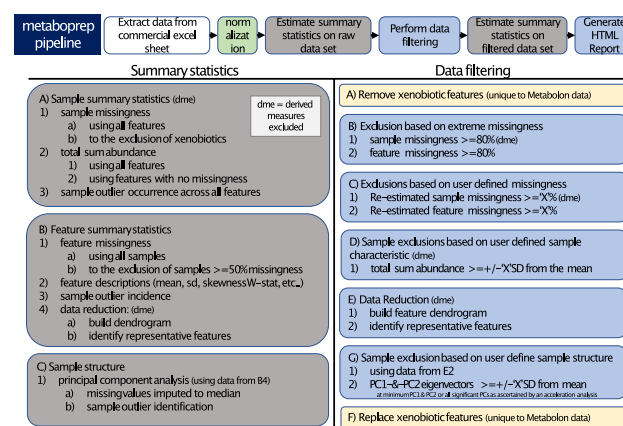 metaboprep
pipeline
Extract data from
commercial excel
sheet
norm
alizat
ion
Estimate summary
statistics on raw
data set
Perform data
filtering
Estimate summary
statistics on
filtered data set
Generate
HTML
Report
Summary statistics
A) Sample summary statistics (dme)
1) sample missingness
a) using all features
b) to the exclusion of xenobiotics
2) total sum abundance
1) using all features
2) using features with no missingness
3) sample outlier occurrence across all features
dme = derived
measures
excluded
B) Feature summary statistics
1) feature missingness
a) using all samples
b) to the exclusion of samples >=50% missingness
2) feature descriptions (mean, sd, skewness W-stat, etc..)
3) sample outlier incidence
4) data reduction: (dme)
a) build dendrogram
b) identify representative features
C) Sample structure
1) principal component analysis (using data from B4)
a) missing values imputed to median
b) sample outlier identification
Data filtering
A) Remove xenobiotic features (unique to Metabolon data)
B) Exclusion based on extreme missingness
1) sample missingness >=80% (dme)
2) feature missingness >=80%
C) Exclusions based on user defined missingness
1) Re-estimated sample missingness >='X'% (dme)
2) Re-estimated feature missingness >='X'%
D) Sample exclusions based on user defined sample
characteristic (dme)
1) total sum abundance >=+/-'X'SD from the mean
E) Data Reduction (dme)
1) build feature dendrogram
2) identify representative features
G) Sample exclusion based on user define sample structure
1) using data from E2
2) PC1-&-PC2 eigenvectors >=+/-'X'SD from mean
at minimum PC1 & PC2 or all significant PCs as ascertained by an acceleration analysis
F) Replace xenobiotic features (unique to Metabolon data)